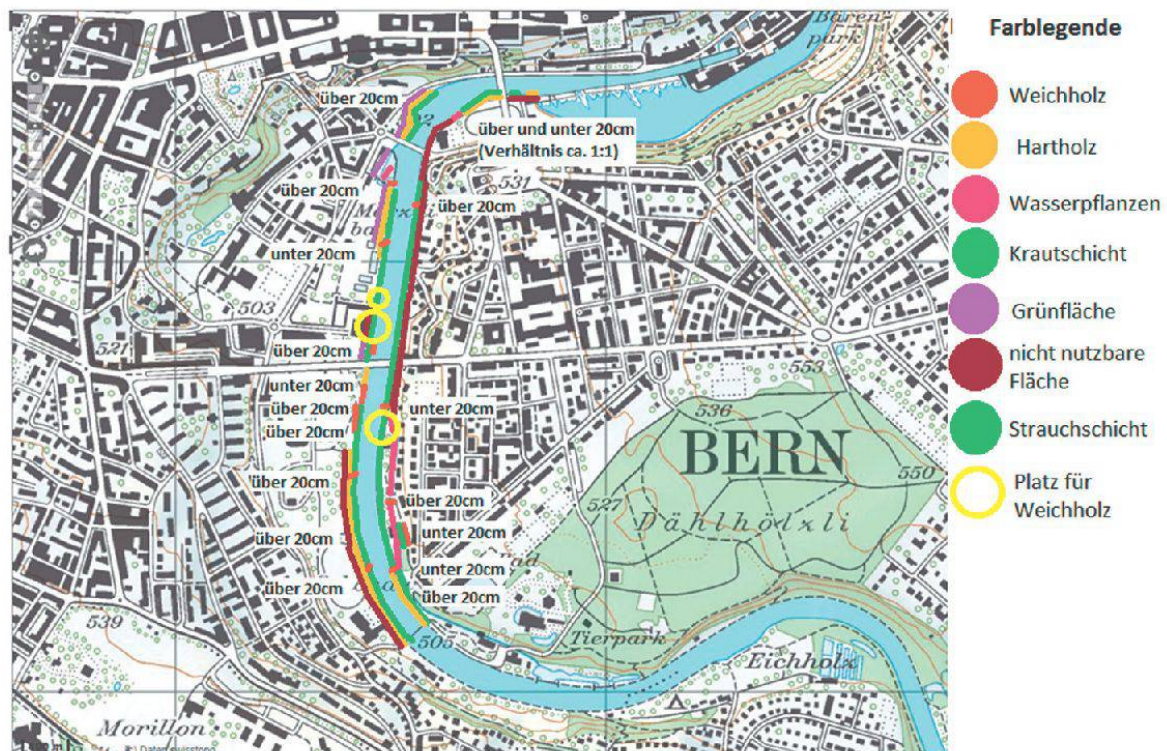 Bären
park
Farblegende
über 20cm
Weichholz
über und unter 20cm
(Verhältnis ca. 1:1)
Hartholz
531
über 20cm
über 20cm
Wasserpflanzen
unter 20cm
Krautschicht
503
Grünfläche
521
über 20cm
nicht nutzbare
Fläche
553
unter 20cm
über 20cm
unter 20cm
536
über 20cm
Strauchschicht
BERN
550
über 20cm
über 20cm
Platz für
Weichholz
527
Dählhölzli
über 20cm
unter 20cm
unter 20cm
über 20cm
über 20cm
539
505
Tierpark
Eichholz
Morillon